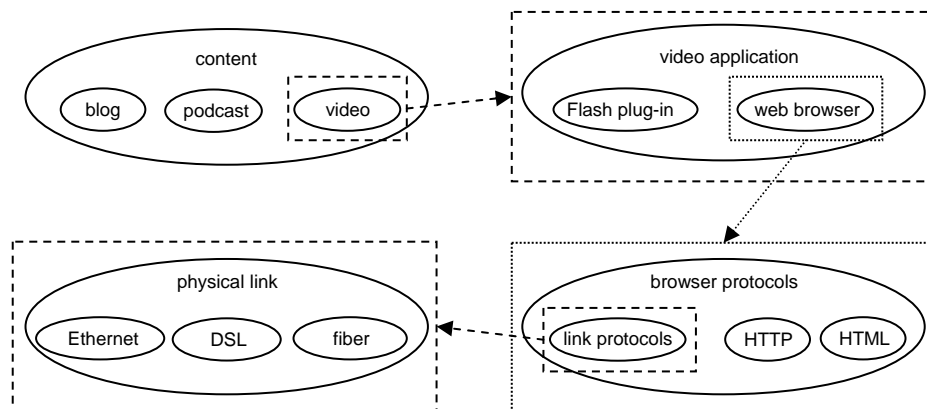 content
blog
podcast
video
video application
Flash plug-in
web browser
physical link
Ethernet
DSL
fiber
browser protocols
link protocols
HTTP
HTML